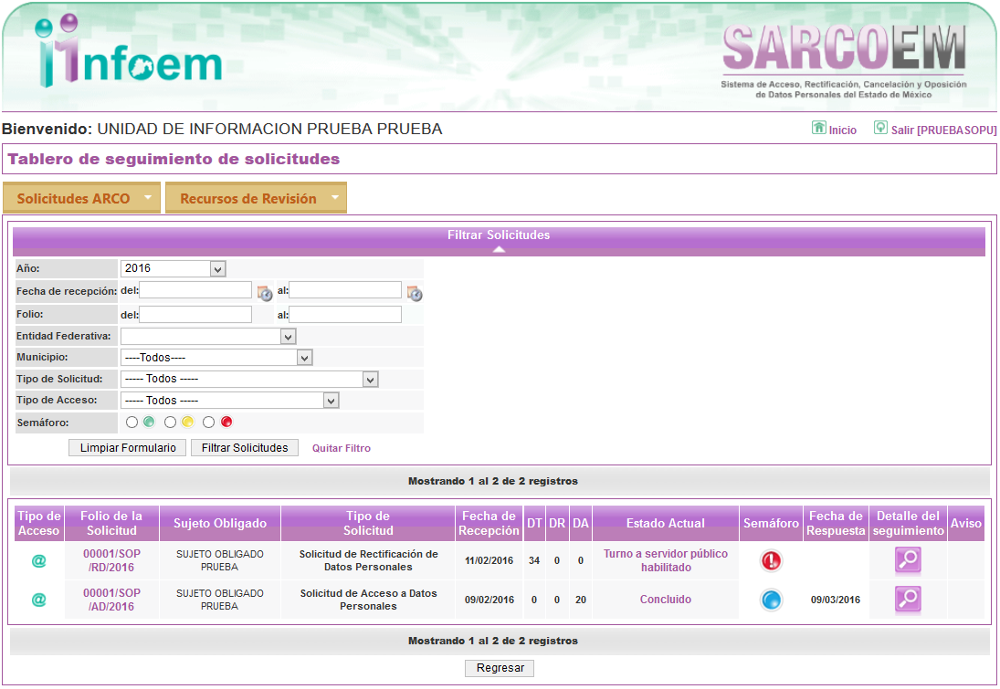 infoem
SARCOEM
Sistema de Acceso, Rectificación, Cancelación y Oposición
de Datos Personales del Estado de México
Bienvenido: UNIDAD DE INFORMACION PRUEBA PRUEBA
Inicio Salir [PRUEBASOPU]
Tablero de seguimiento de solicitudes
Solicitudes ARCO Recursos de Revisión
Filtrar Solicitudes
Año: 2016
Fecha de recepción: del: al:
Folio: del: al:
Entidad Federativa:
Municipio: ----Todos----
Tipo de Solicitud: ----- Todos -----
Tipo de Acceso: ----- Todos -----
Semáforo:
Limpiar Formulario Filtrar Solicitudes Quitar Filtro
Mostrando 1 al 2 de 2 registros
Tipo de Acceso Folio de la Solicitud Sujeto Obligado Tipo de Solicitud Fecha de Recepción DT DR DA Estado Actual Semáforo Fecha de Respuesta Detalle del seguimiento Aviso
@ 00001/SOP/RD/2016 SUJETO OBLIGADO PRUEBA Solicitud de Rectificación de Datos Personales 11/02/2016 34 0 0 Turno a servidor público habilitado
@ 00001/SOP/AD/2016 SUJETO OBLIGADO PRUEBA Solicitud de Acceso a Datos Personales 09/02/2016 0 0 20 Concluido 09/03/2016
Mostrando 1 al 2 de 2 registros
Regresar